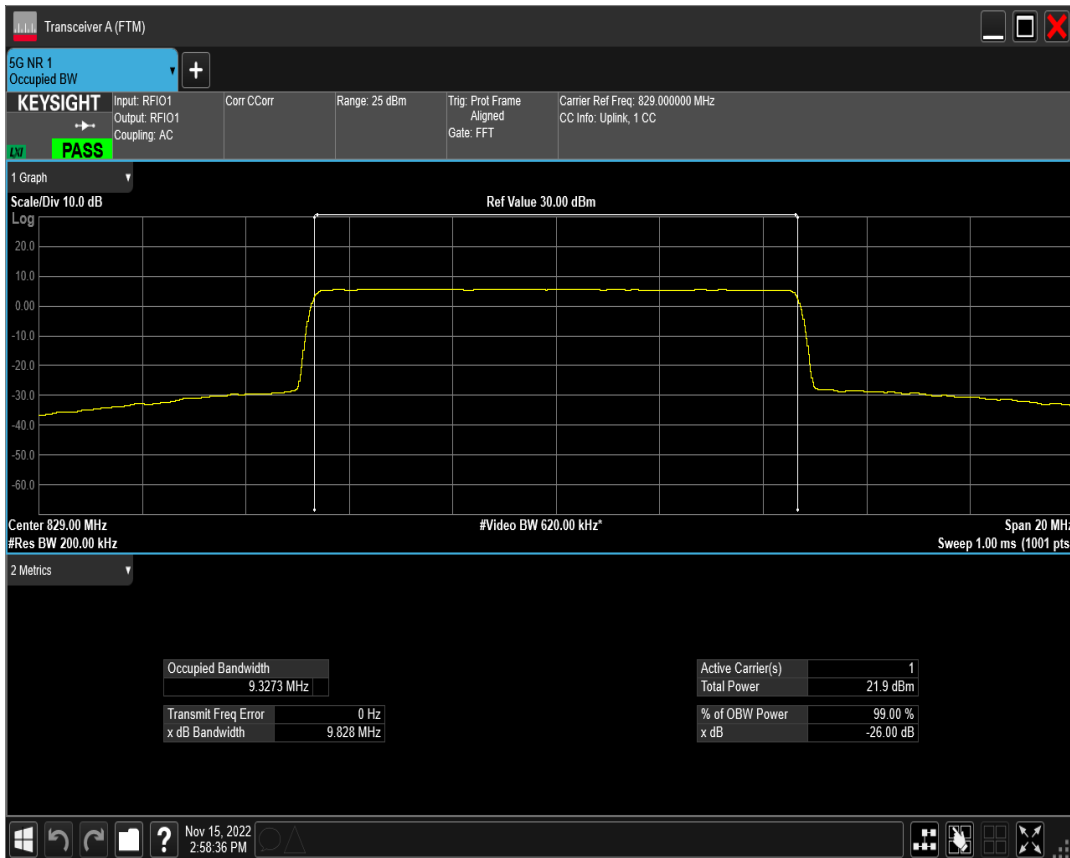 Transceiver A (FTM)
5G NR 1
Occupied BW
+
KEYSIGHT
LXI
PASS
Input: RFIO1
Output: RFIO1
Coupling: AC
Corr CCorr
Range: 25 dBm
Trig: Prot Frame
Aligned
Gate: FFT
Carrier Ref Freq: 829.000000 MHz
CC Info: Uplink, 1 CC
1 Graph
Scale/Div 10.0 dB
Ref Value 30.00 dBm
Log
20.0
10.0
0.00
-10.0
-20.0
-30.0
-40.0
-50.0
-60.0
Center 829.00 MHz
#Video BW 620.00 kHz*
Span 20 MHz
#Res BW 200.00 kHz
Sweep 1.00 ms (1001 pts
2 Metrics
Occupied Bandwidth
9.3273 MHz
Transmit Freq Error 0 Hz
x dB Bandwidth 9.828 MHz
Active Carrier(s) 1
Total Power 21.9 dBm
% of OBW Power 99.00 %
x dB -26.00 dB
?
Nov 15, 2022
2:58:36 PM